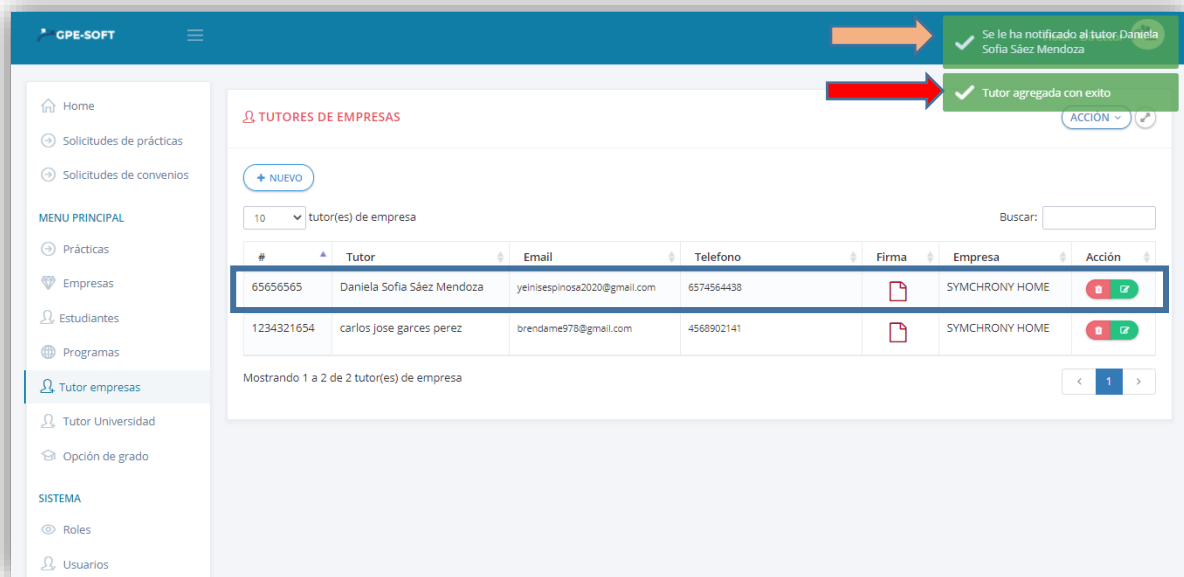 GPE-SOFT
Se le ha notificado al tutor Daniela
Sofia Sáez Mendoza
Tutor agregada con exito
Home
Solicitudes de prácticas
Solicitudes de convenios
MENU PRINCIPAL
Prácticas
Empresas
Estudiantes
Programas
Tutor empresas
Tutor Universidad
Opción de grado
SISTEMA
Roles
Usuarios
TUTORES DE EMPRESAS
ACCIÓN
+ NUEVO
10 tutor(es) de empresa
Buscar:
# Tutor Email Telefono Firma Empresa Acción
65656565 Daniela Sofia Sáez Mendoza yeinisespinosa2020@gmail.com 6574564438 SYMCHRONY HOME
1234321654 carlos jose garces perez brendame978@gmail.com 4568902141 SYMCHRONY HOME
Mostrando 1 a 2 de 2 tutor(es) de empresa
< 1 >